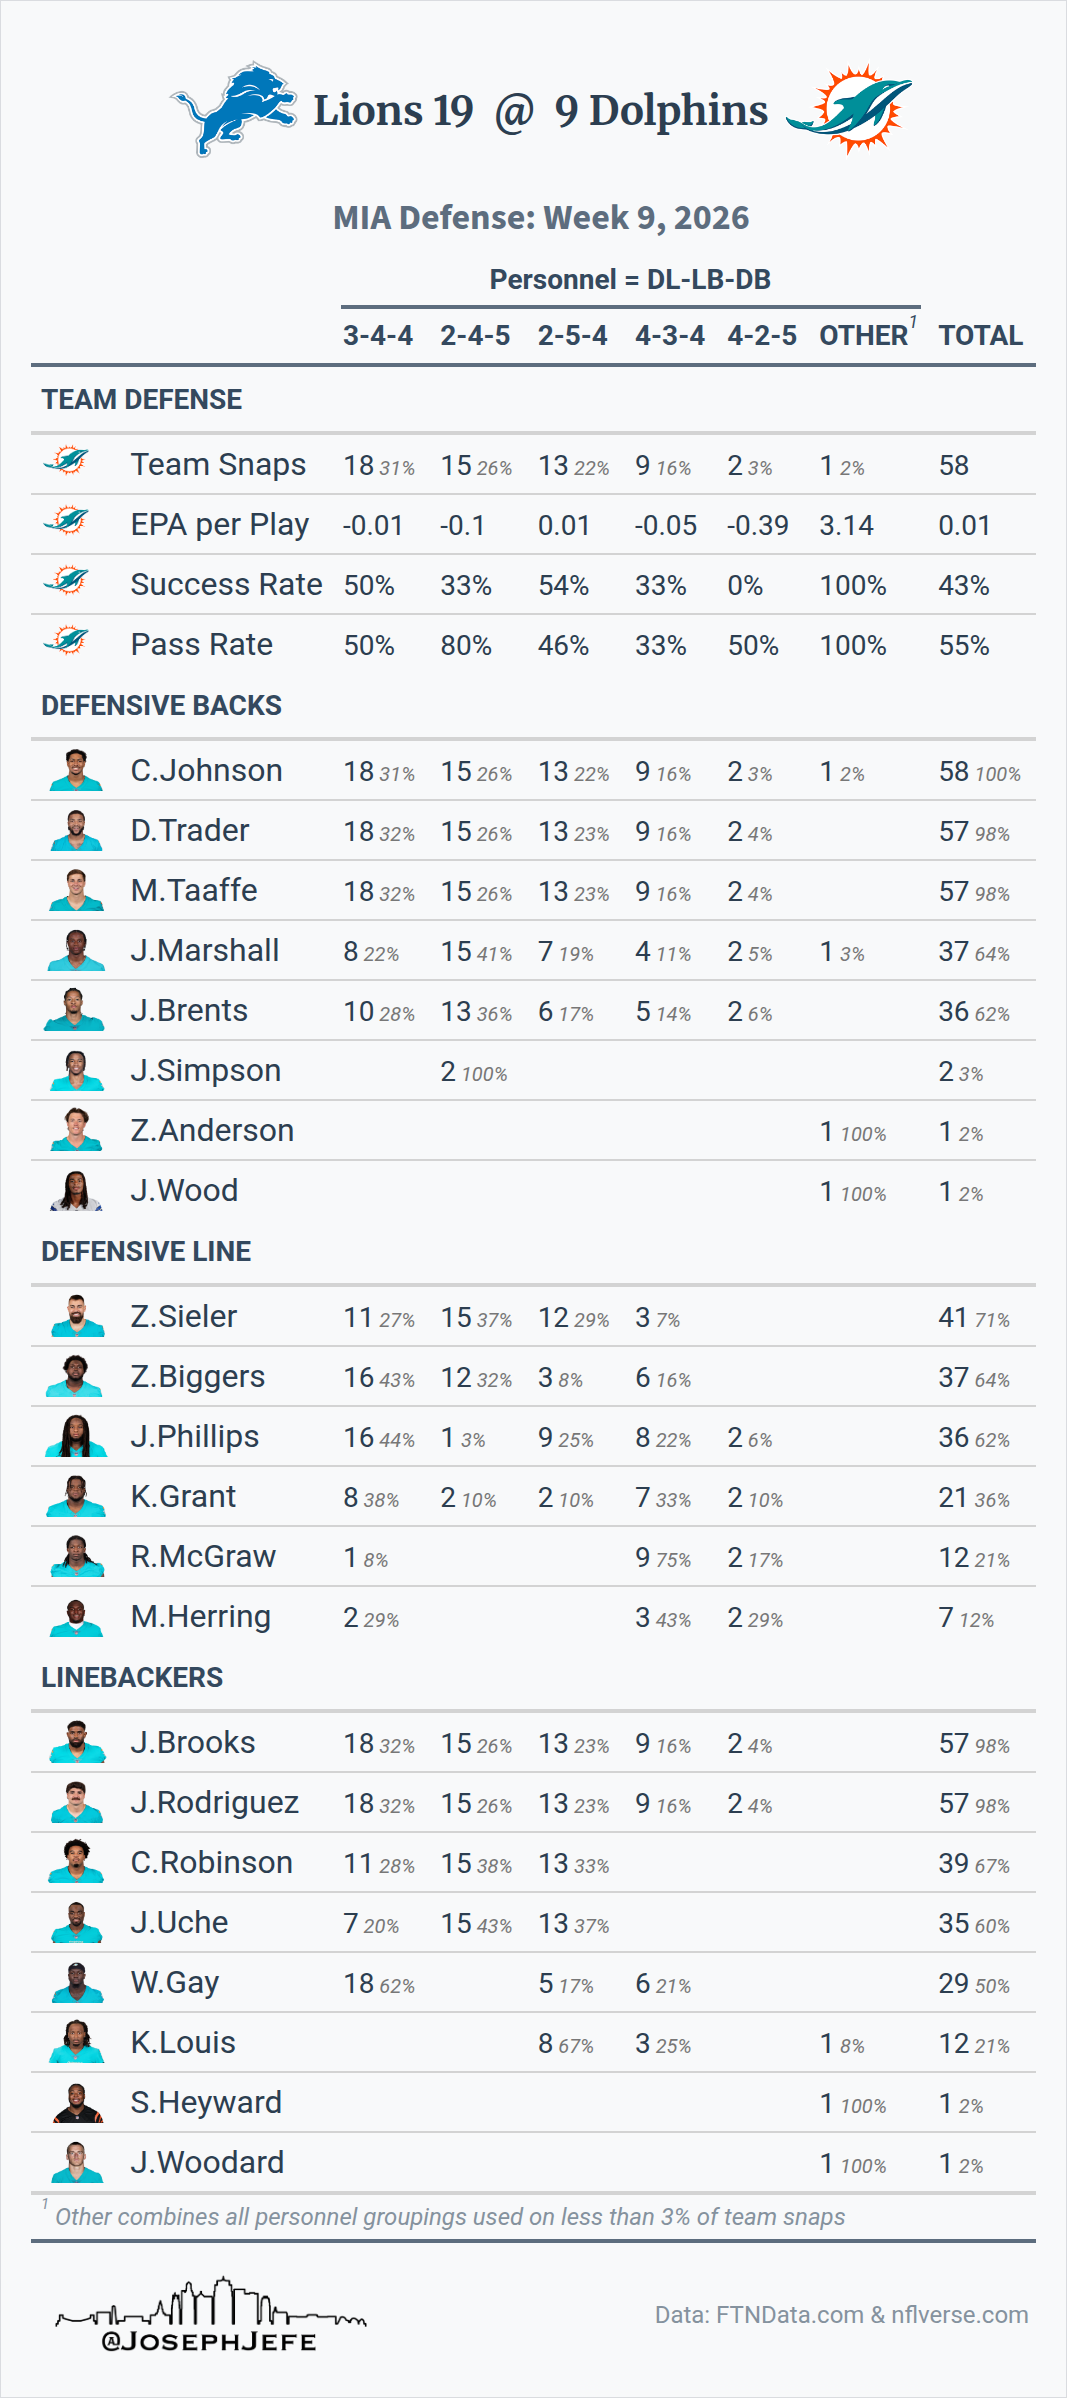 Lions 19 @ 9 Dolphins
MIA Defense: Week 9, 2026
Personnel = DL-LB-DB
3-4-4 2-4-5 2-5-4 4-3-4 4-2-5 OTHER1 TOTAL
TEAM DEFENSE
Team Snaps 18 31% 15 26% 13 22% 9 16% 2 3% 1 2% 58
EPA per Play -0.01 -0.1 0.01 -0.05 -0.39 3.14 0.01
Success Rate 50% 33% 54% 33% 0% 100% 43%
Pass Rate 50% 80% 46% 33% 50% 100% 55%
DEFENSIVE BACKS
C.Johnson 18 31% 15 26% 13 22% 9 16% 2 3% 1 2% 58 100%
D.Trader 18 32% 15 26% 13 23% 9 16% 2 4% 57 98%
M.Taaffe 18 32% 15 26% 13 23% 9 16% 2 4% 57 98%
J.Marshall 8 22% 15 41% 7 19% 4 11% 2 5% 1 3% 37 64%
J.Brents 10 28% 13 36% 6 17% 5 14% 2 6% 36 62%
J.Simpson 2 100% 2 3%
Z.Anderson 1 100% 1 2%
J.Wood 1 100% 1 2%
DEFENSIVE LINE
Z.Sieler 11 27% 15 37% 12 29% 3 7% 41 71%
Z.Biggers 16 43% 12 32% 3 8% 6 16% 37 64%
J.Phillips 16 44% 1 3% 9 25% 8 22% 2 6% 36 62%
K.Grant 8 38% 2 10% 2 10% 7 33% 2 10% 21 36%
R.McGraw 1 8% 9 75% 2 17% 12 21%
M.Herring 2 29% 3 43% 2 29% 7 12%
LINEBACKERS
J.Brooks 18 32% 15 26% 13 23% 9 16% 2 4% 57 98%
J.Rodriguez 18 32% 15 26% 13 23% 9 16% 2 4% 57 98%
C.Robinson 11 28% 15 38% 13 33% 39 67%
J.Uche 7 20% 15 43% 13 37% 35 60%
W.Gay 18 62% 5 17% 6 21% 29 50%
K.Louis 8 67% 3 25% 1 8% 12 21%
S.Heyward 1 100% 1 2%
J.Woodard 1 100% 1 2%
1 Other combines all personnel groupings used on less than 3% of team snaps
@JOSEPHJEFE
Data: FTNData.com & nflverse.com